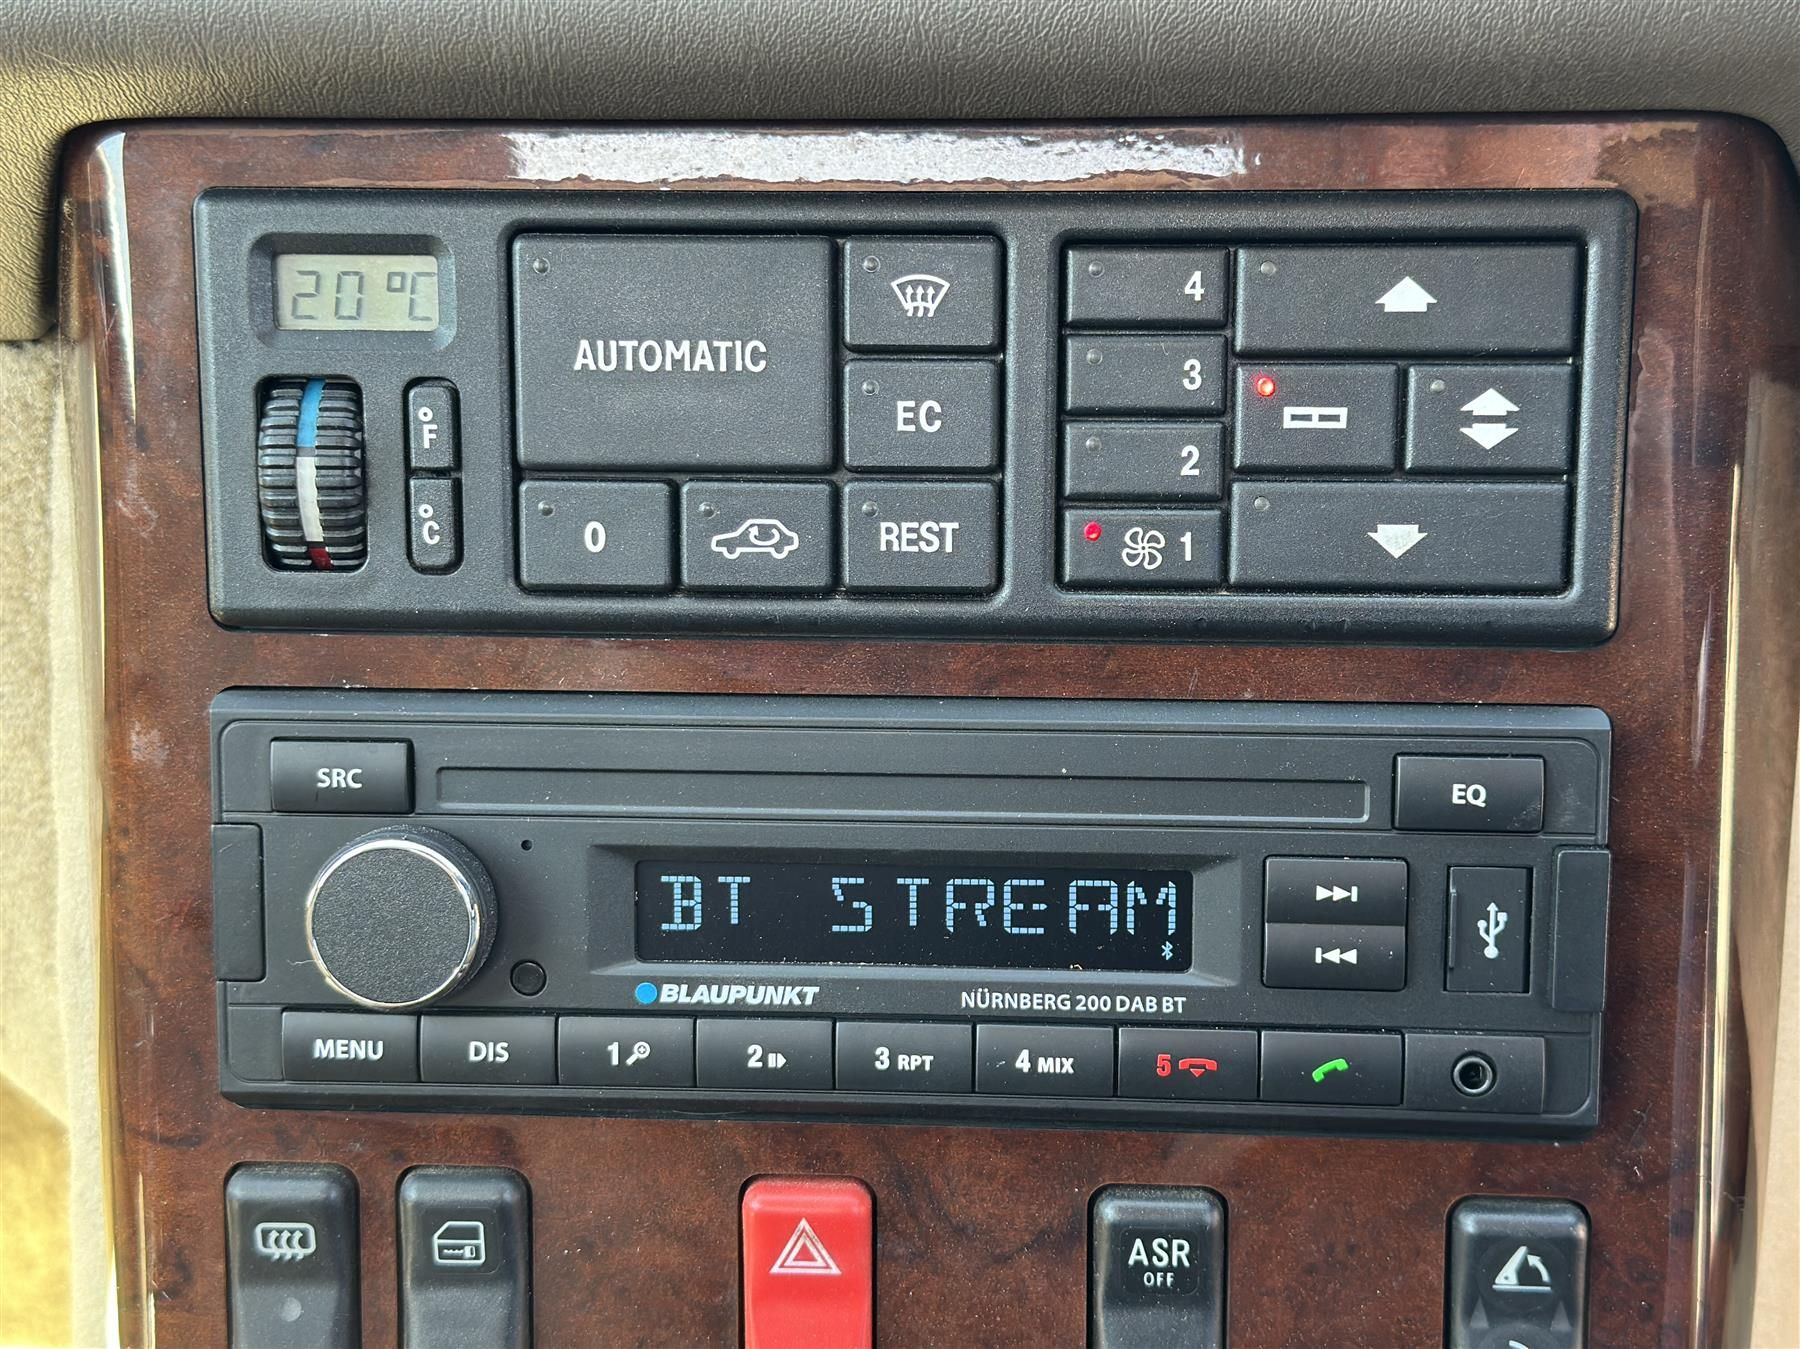 20 °C
AUTOMATIC
°F
°C
EC
0
REST
4
3
2
1
SRC
EQ
BT STREAM
BLAUPUNKT
NÜRNBERG 200 DAB BT
MENU
DIS
1
2
3 RPT
4 MIX
5
ASR
OFF